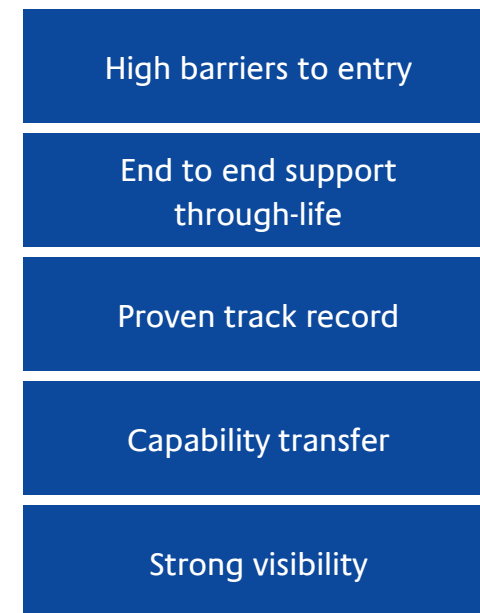 High barriers to entry
End to end support
through-life
Proven track record
Capability transfer
Strong visibility